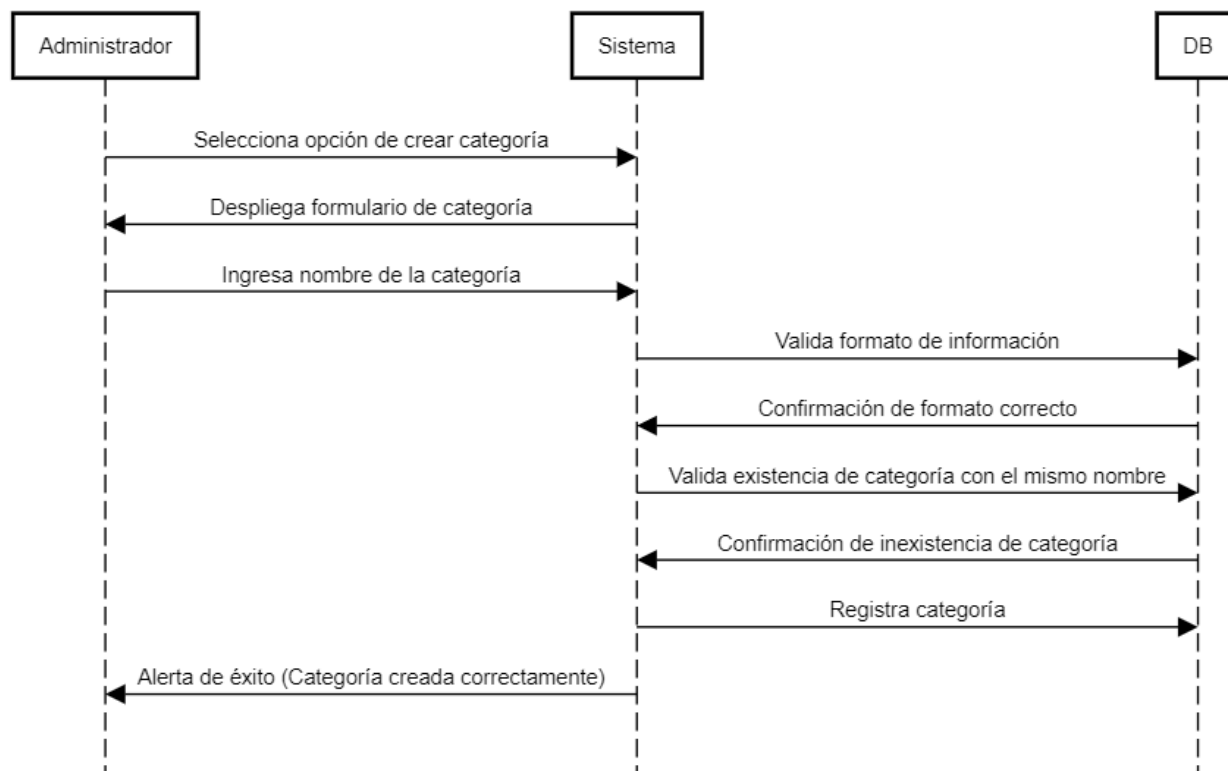 Administrador
Sistema
DB
Selecciona opción de crear categoría
Despliega formulario de categoría
Ingresa nombre de la categoría
Valida formato de información
Confirmación de formato correcto
Valida existencia de categoría con el mismo nombre
Confirmación de inexistencia de categoría
Registra categoría
Alerta de éxito (Categoría creada correctamente)